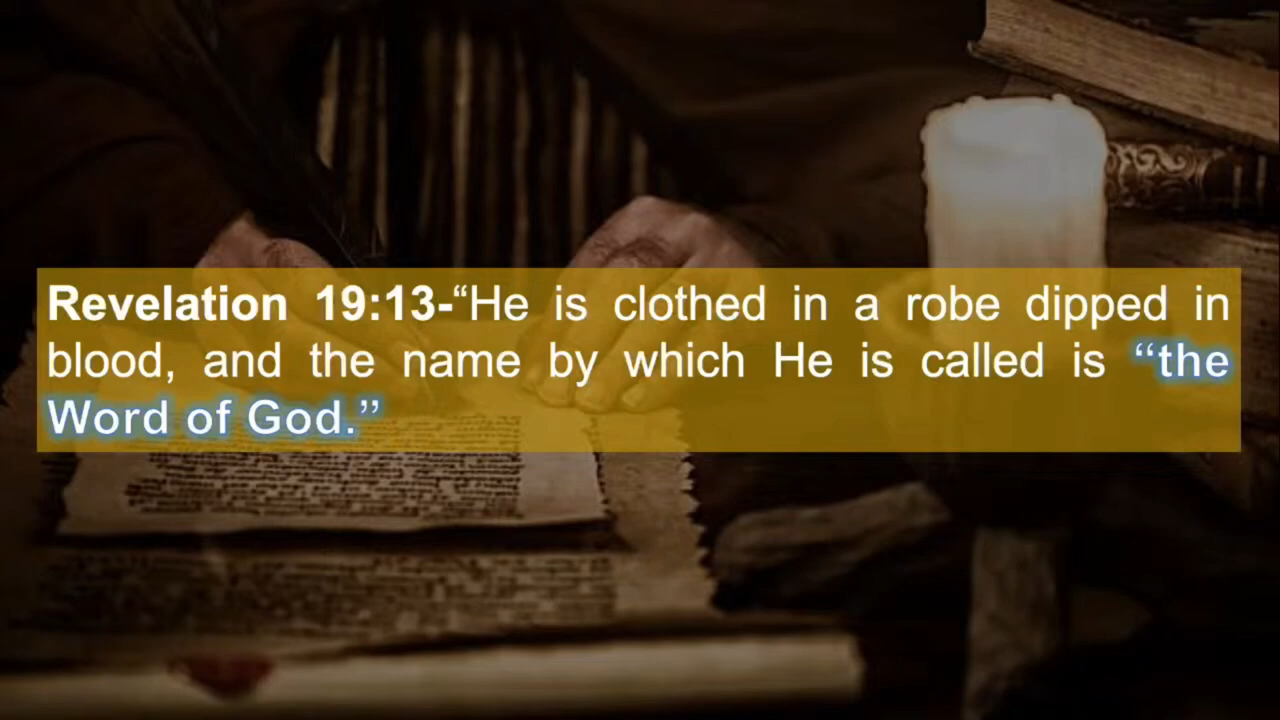 Revelation 19:13-“He is clothed in a robe dipped in
blood, and the name by which He is called is “the
Word of God.”